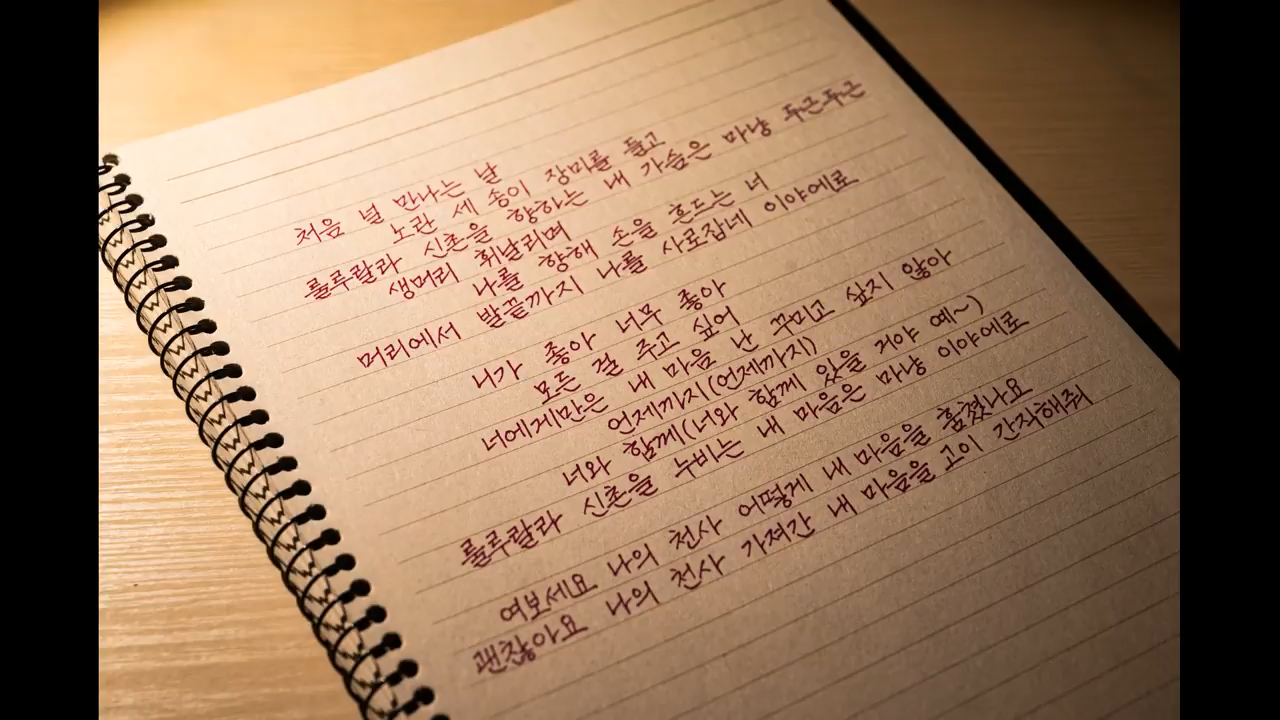 처음 널 만나는 날
노란 세 송이 장미를 들고
룰루랄라 신촌을 향하는 내 가슴은 마냥 두근두근
생머리 휘날리며
나를 향해 손을 흔드는 너
머리에서 발끝까지 나를 사로잡네 이야에로
니가 좋아 너무 좋아
모든 걸 주고 싶어
너에게만은 내 마음 난 꾸미고 싶지 않아
언제까지(언제까지)
너와 함께(너와 함께 있을 거야 예~)
룰루랄라 신촌을 누비는 내 마음은 마냥 이야에로
여보세요 나의 천사 어떻게 내 마음을 훔쳤나요
괜찮아요 나의 천사 가져간 내 마음을 고이 간직해줘